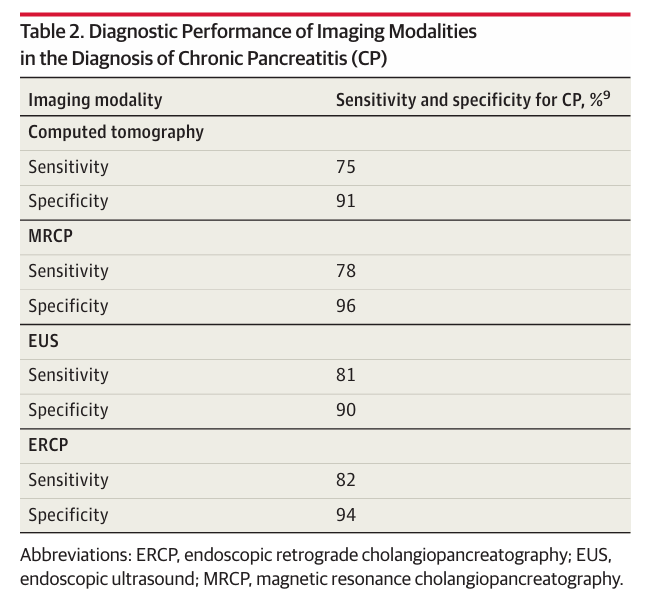 Table 2. Diagnostic Performance of Imaging Modalities
in the Diagnosis of Chronic Pancreatitis (CP)
Imaging modality Sensitivity and specificity for CP, %⁹
Computed tomography
Sensitivity 75
Specificity 91
MRCP
Sensitivity 78
Specificity 96
EUS
Sensitivity 81
Specificity 90
ERCP
Sensitivity 82
Specificity 94
Abbreviations: ERCP, endoscopic retrograde cholangiopancreatography; EUS,
endoscopic ultrasound; MRCP, magnetic resonance cholangiopancreatography.